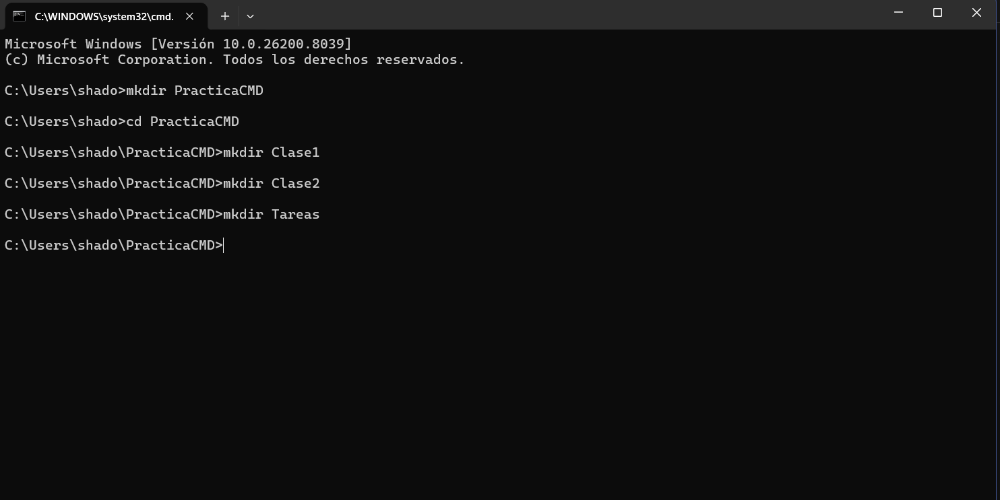 C:\WINDOWS\system32\cmd.
Microsoft Windows [Versión 10.0.26200.8039]
(c) Microsoft Corporation. Todos los derechos reservados.
C:\Users\shado>mkdir PracticaCMD
C:\Users\shado>cd PracticaCMD
C:\Users\shado\PracticaCMD>mkdir Clase1
C:\Users\shado\PracticaCMD>mkdir Clase2
C:\Users\shado\PracticaCMD>mkdir Tareas
C:\Users\shado\PracticaCMD>